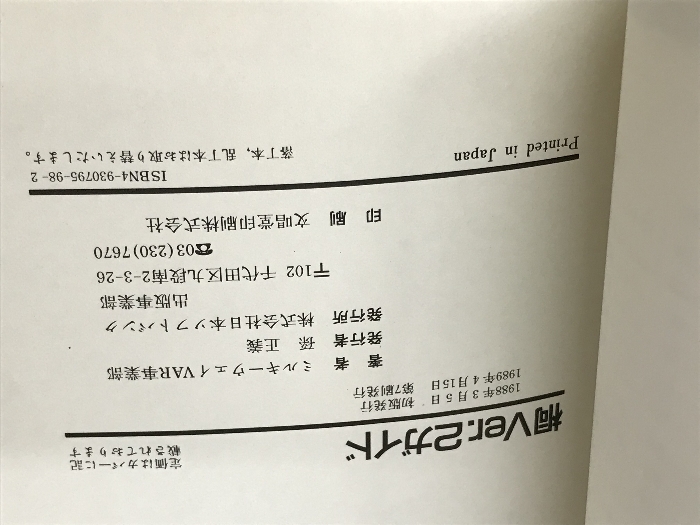 桐Ver.2ガイド
定価はカバーに記
載されております
1988年3月5日 初版発行
1989年4月15日 第7刷発行
著 者 ミルキーウェイVAR事業部
発行者 孫 正義
発行所 株式会社日本ソフトバンク
出版事業部
〒102 千代田区九段南2-3-26
☎03(230)7670
印 刷 文唱堂印刷株式会社
Printed in Japan
ISBN4-930795-98-2
落丁本，乱丁本はお取り替えいたします。